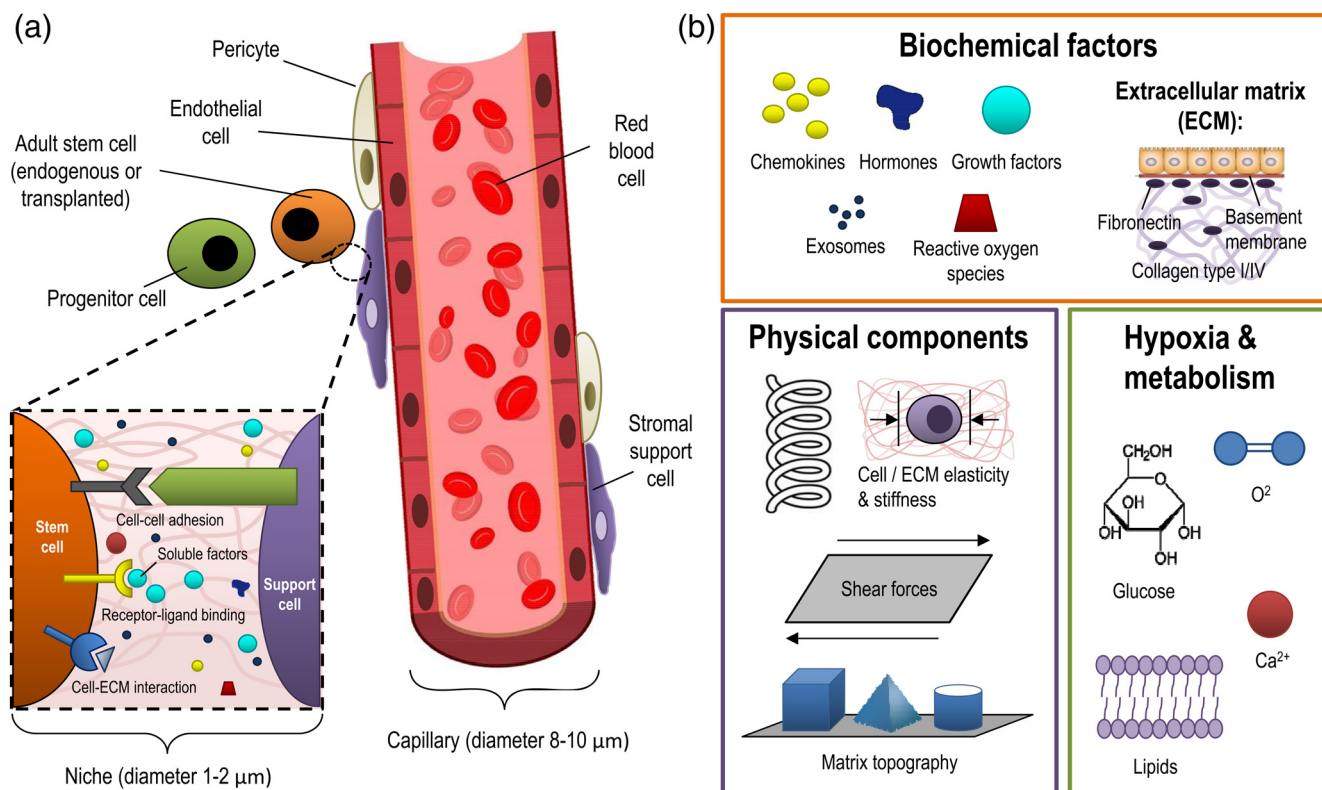 (a)
Pericyte
Endothelial
cell
Adult stem cell
(endogenous or
transplanted)
Progenitor cell
Red
blood
cell
Stromal
support
cell
Stem
cell
Cell-cell adhesion
Soluble factors
Receptor-ligand binding
Support
cell
Cell-ECM interaction
Niche (diameter 1-2 μm)
Capillary (diameter 8-10 μm)
(b)
Biochemical factors
Chemokines
Hormones
Growth factors
Exosomes
Reactive oxygen
species
Extracellular matrix
(ECM):
Fibronectin
Basement
membrane
Collagen type I/IV
Physical components
Cell / ECM elasticity
& stiffness
Shear forces
Matrix topography
Hypoxia &
metabolism
CH₂OH
O
OH
OH
OH
OH
Glucose
O²
Ca²⁺
Lipids